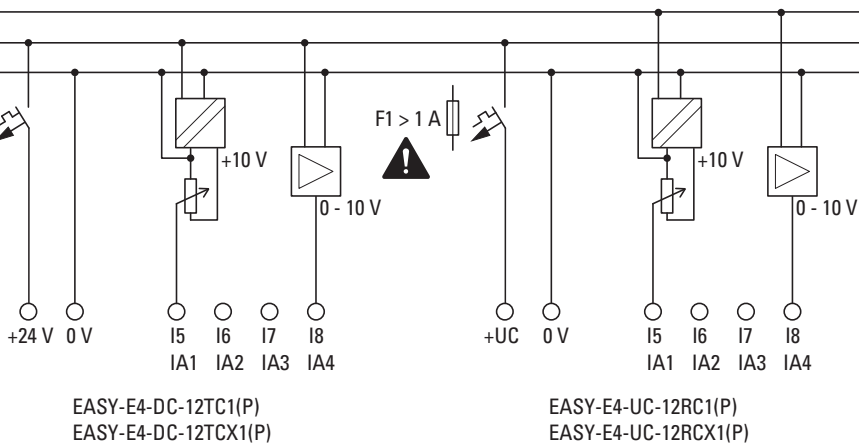 F1 > 1 A
+10 V
+10 V
0 - 10 V
0 - 10 V
+24 V 0 V I5 I6 I7 I8
IA1 IA2 IA3 IA4
+UC 0 V I5 I6 I7 I8
IA1 IA2 IA3 IA4
EASY-E4-DC-12TC1(P)
EASY-E4-DC-12TCX1(P)
EASY-E4-UC-12RC1(P)
EASY-E4-UC-12RCX1(P)